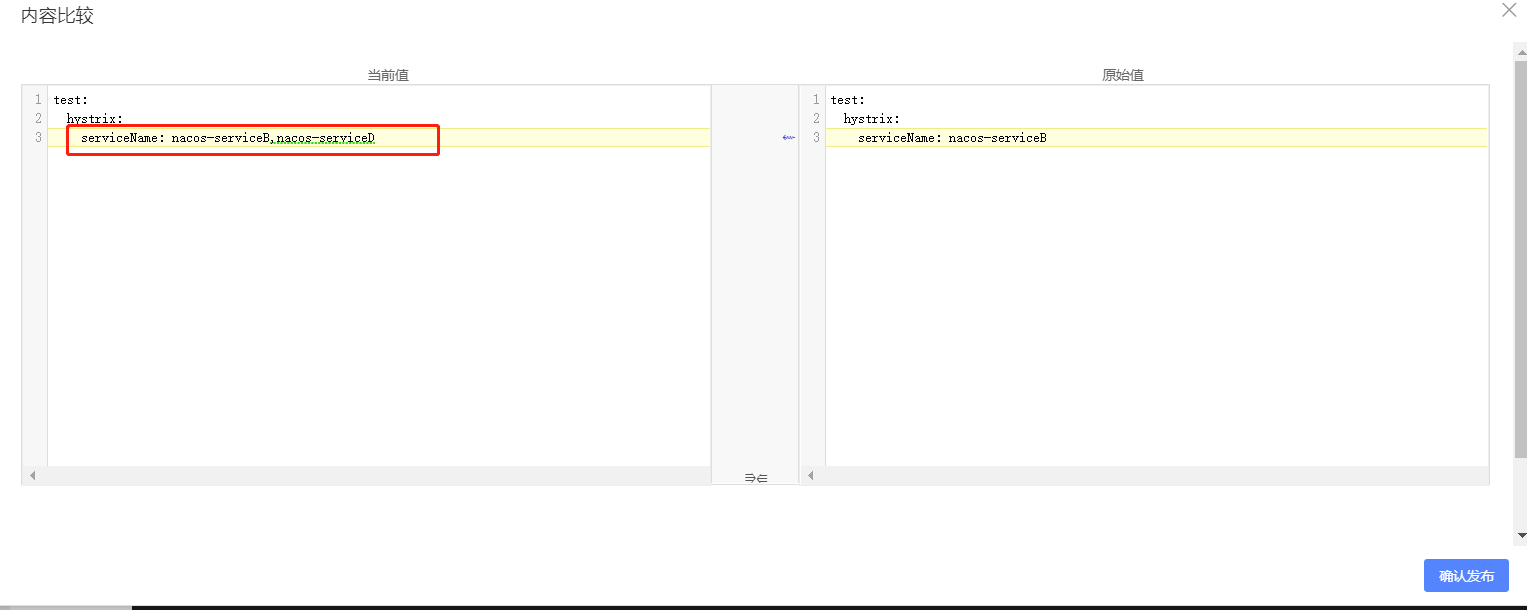 内容比较
当前值
1 test:
2 hystrix:
3 serviceName: nacos-serviceB,nacos-serviceD
原始值
1 test:
2 hystrix:
3 serviceName: nacos-serviceB
确认发布